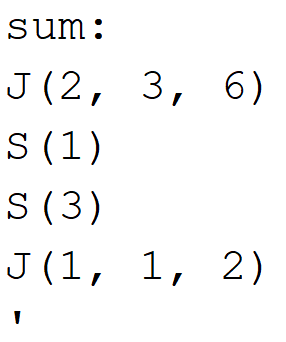 sum:
J(2, 3, 6)
S(1)
S(3)
J(1, 1, 2)
'